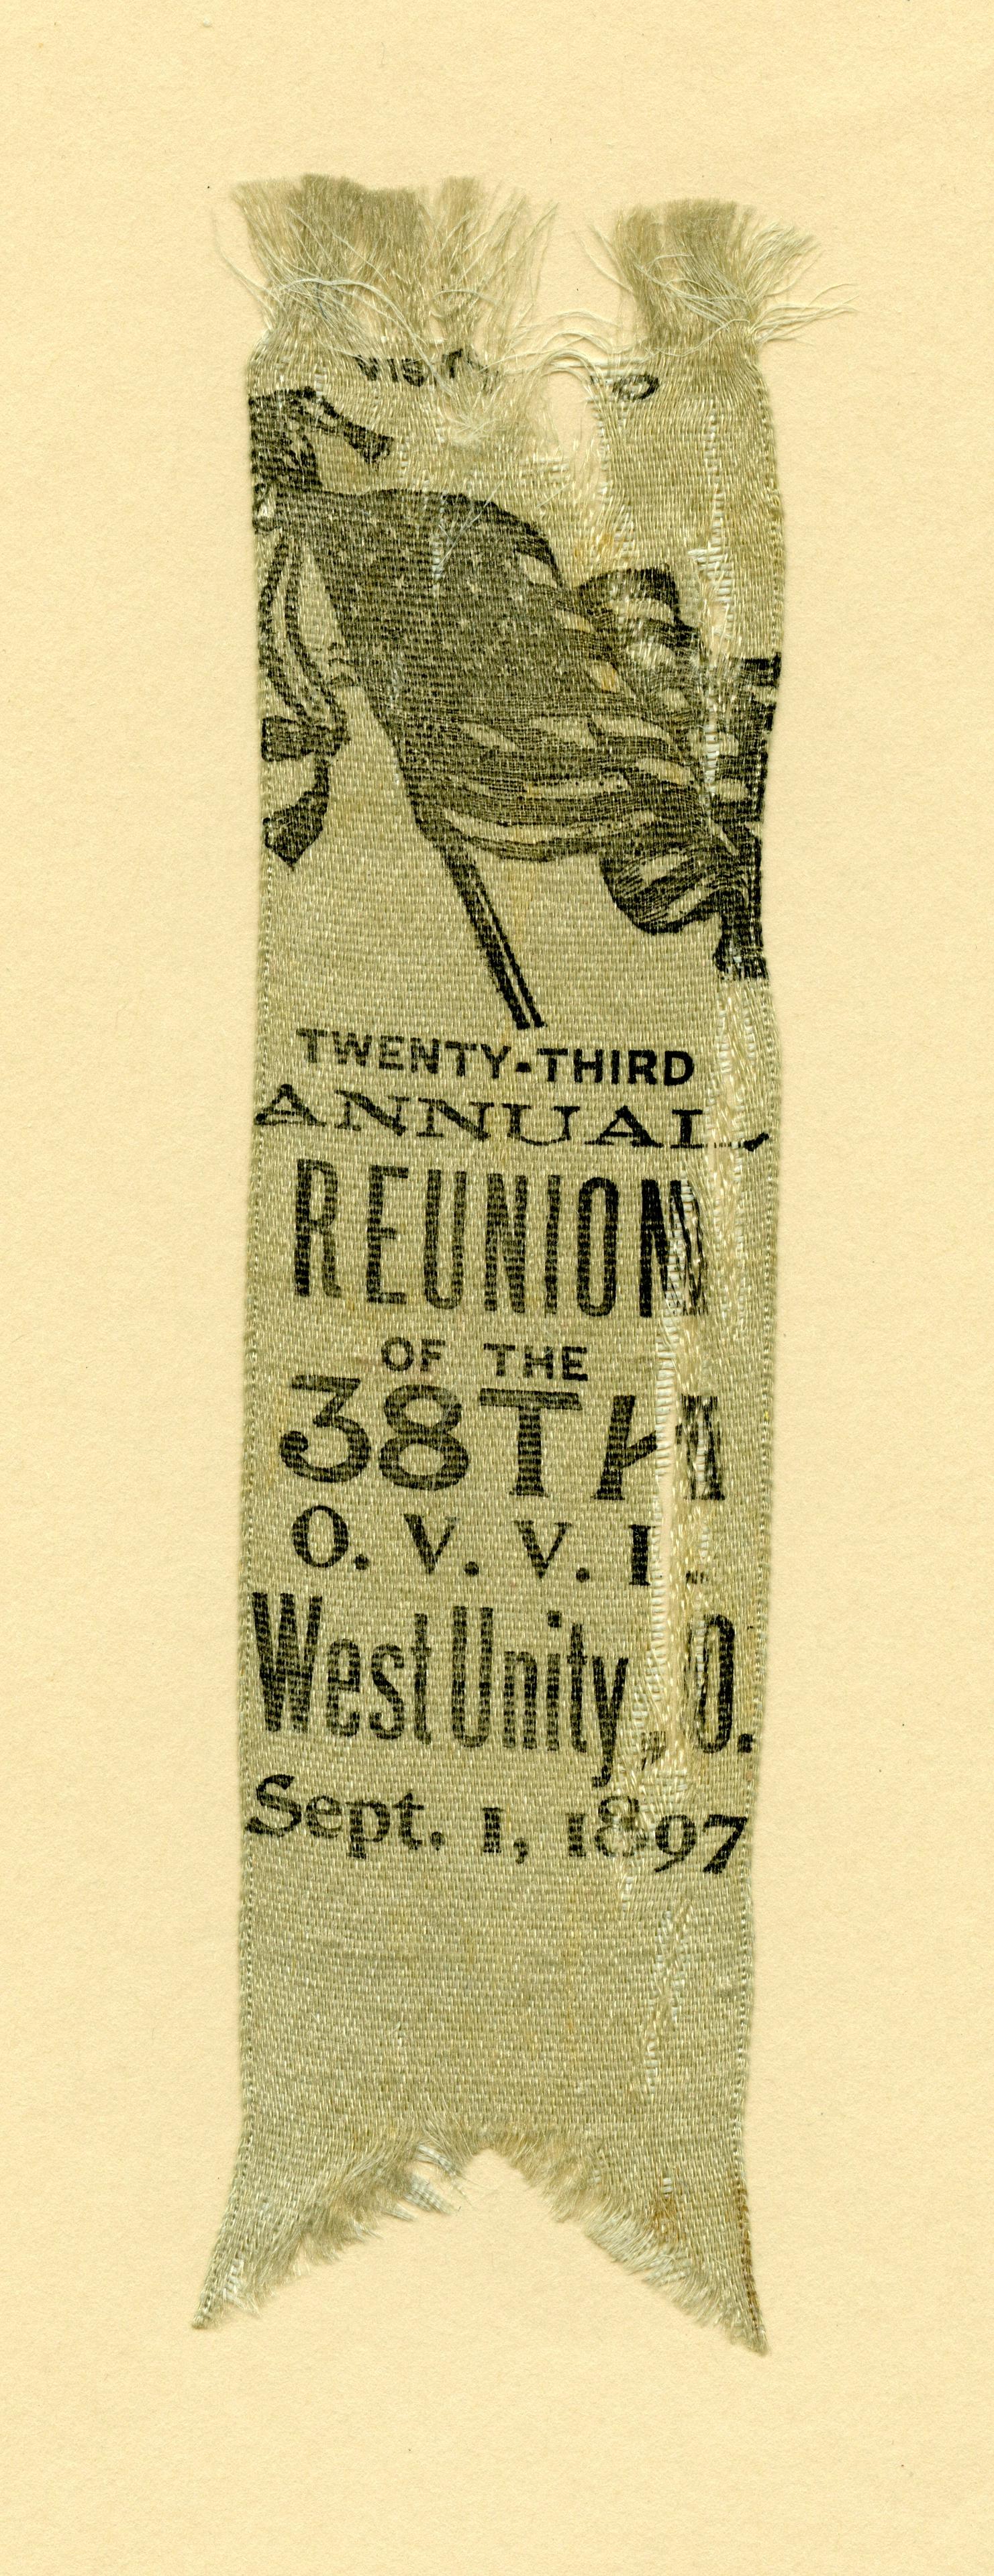 TWENTY-THIRD
ANNUAL
REUNION
OF THE
38TH
O. V. V. I.
West Unity, O.
Sept. 1, 1897